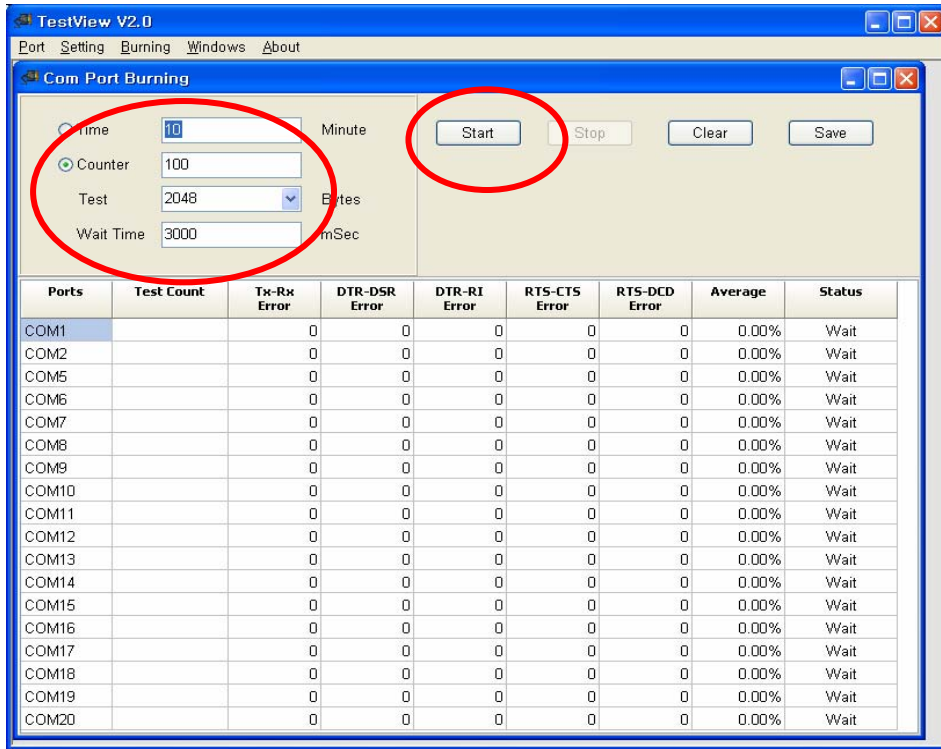 TestView V2.0
Port Setting Burning Windows About
Com Port Burning
Time 10 Minute
Start Stop Clear Save
Counter 100
Test 2048 Bytes
Wait Time 3000 mSec
Ports Test Count Tx-Rx Error DTR-DSR Error DTR-RI Error RTS-CTS Error RTS-DCD Error Average Status
COM1 0 0 0 0 0 0.00% Wait
COM2 0 0 0 0 0 0.00% Wait
COM5 0 0 0 0 0 0.00% Wait
COM6 0 0 0 0 0 0.00% Wait
COM7 0 0 0 0 0 0.00% Wait
COM8 0 0 0 0 0 0.00% Wait
COM9 0 0 0 0 0 0.00% Wait
COM10 0 0 0 0 0 0.00% Wait
COM11 0 0 0 0 0 0.00% Wait
COM12 0 0 0 0 0 0.00% Wait
COM13 0 0 0 0 0 0.00% Wait
COM14 0 0 0 0 0 0.00% Wait
COM15 0 0 0 0 0 0.00% Wait
COM16 0 0 0 0 0 0.00% Wait
COM17 0 0 0 0 0 0.00% Wait
COM18 0 0 0 0 0 0.00% Wait
COM19 0 0 0 0 0 0.00% Wait
COM20 0 0 0 0 0 0.00% Wait